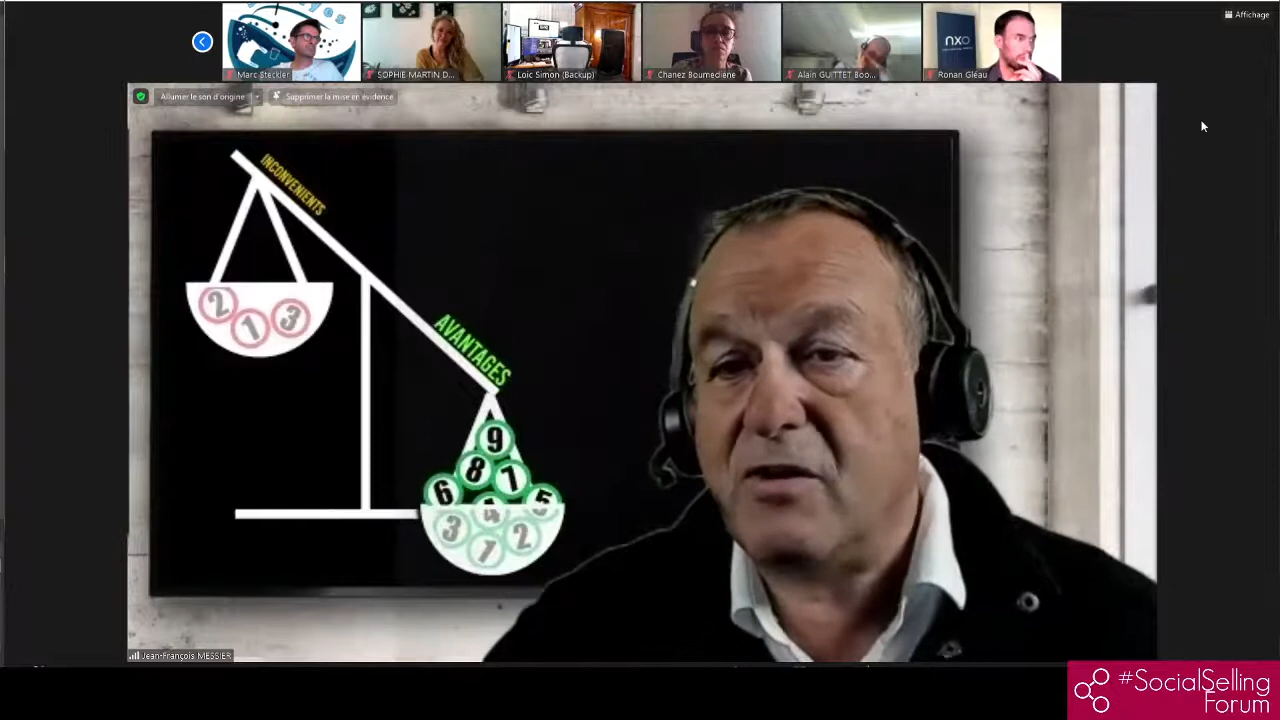 Affichage
nxo
Marc Steckler
SOPHIE MARTIN D...
Loïc Simon (Backup)
Chanez Boumediene
Alain GUITTET Boo...
Ronan Gléau
Allumer le son d'origine
Supprimer la mise en evidence
INCONVENIENTS
2
1
3
AVANTAGES
9
8
7
6
5
4
3
2
1
Jean-François MESSIER
#SocialSelling
Forum